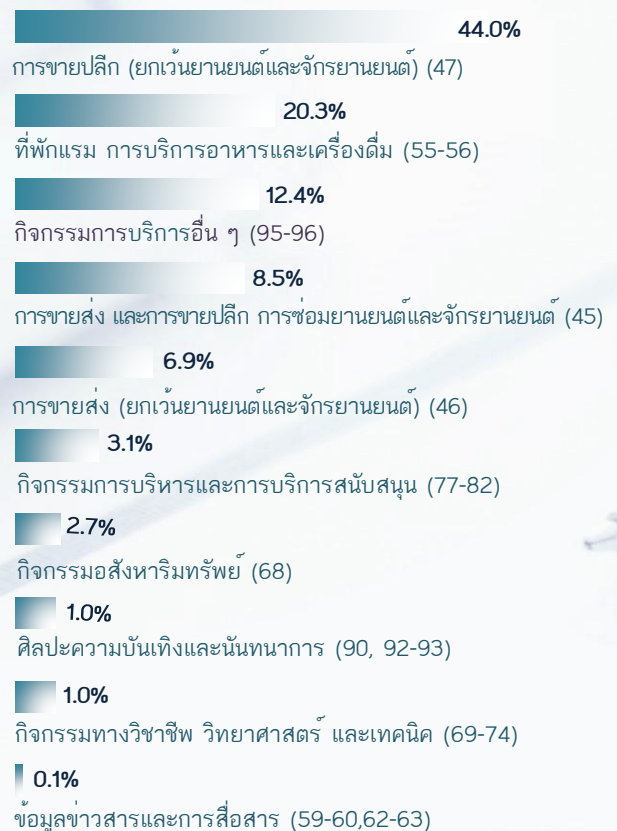 44.0%
การขายปลีก (ยกเว้นยานยนต์และจักรยานยนต์) (47)
20.3%
ที่พักแรม การบริการอาหารและเครื่องดื่ม (55-56)
12.4%
กิจกรรมการบริการอื่น ๆ (95-96)
8.5%
การขายส่ง และการขายปลีก การซ่อมยานยนต์และจักรยานยนต์ (45)
6.9%
การขายส่ง (ยกเว้นยานยนต์และจักรยานยนต์) (46)
3.1%
กิจกรรมการบริหารและการบริการสนับสนุน (77-82)
2.7%
กิจกรรมอสังหาริมทรัพย์ (68)
1.0%
ศิลปะความบันเทิงและนันทนาการ (90, 92-93)
1.0%
กิจกรรมทางวิชาชีพ วิทยาศาสตร์ และเทคนิค (69-74)
0.1%
ข้อมูลข่าวสารและการสื่อสาร (59-60,62-63)